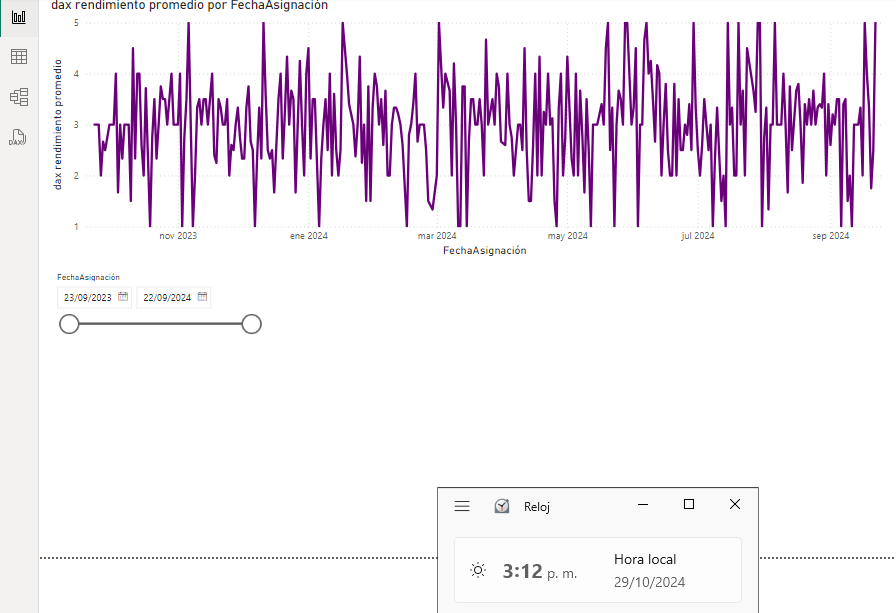 dax rendimiento promedio por FechaAsignación
5
4
3
2
1
dax rendimiento promedio
nov 2023 ene 2024 mar 2024 may 2024 jul 2024 sep 2024
FechaAsignación
FechaAsignación
23/09/2023 22/09/2024
DAX
Reloj
3:12 p. m.
Hora local
29/10/2024